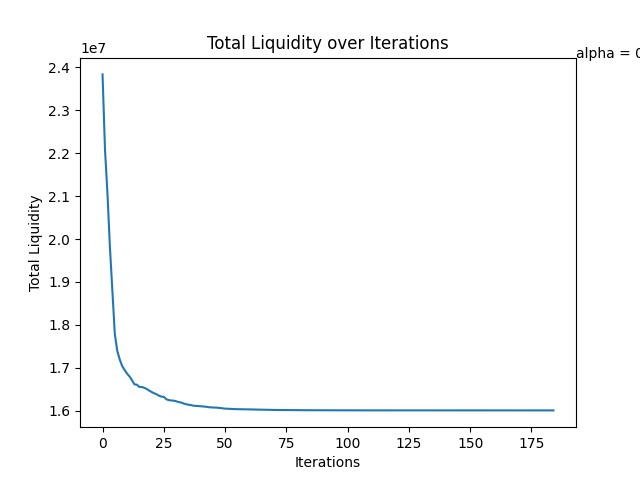 Total Liquidity over Iterations
1e7
alpha = 0
2.4
2.3
2.2
2.1
2.0
1.9
1.8
1.7
1.6
Total Liquidity
0 25 50 75 100 125 150 175
Iterations